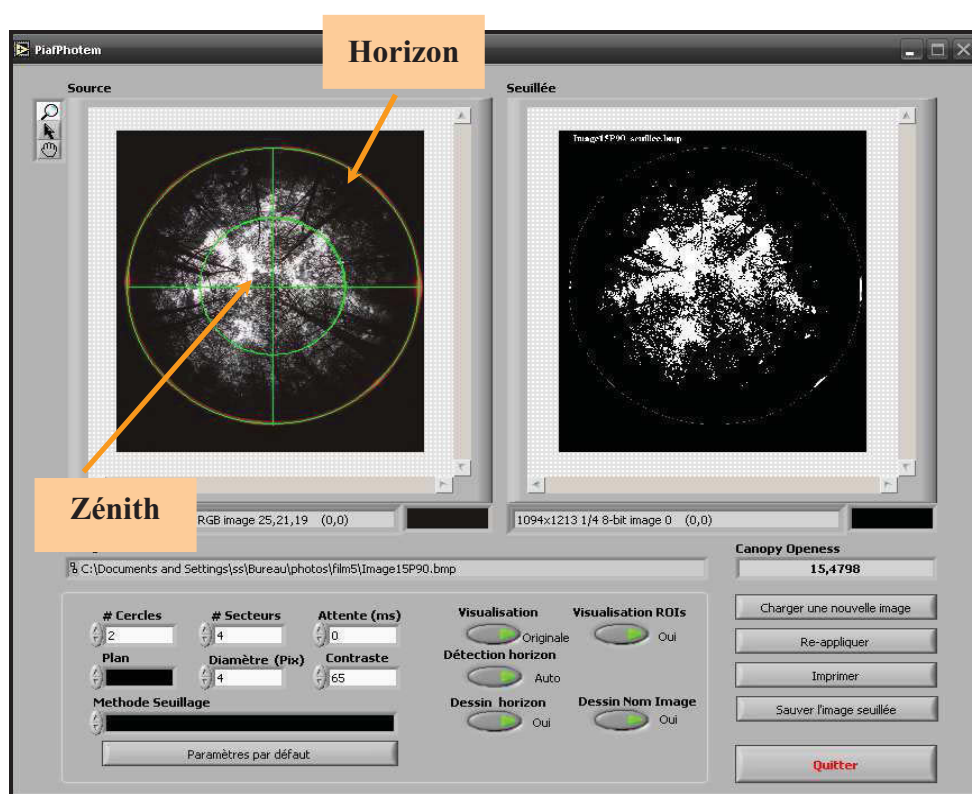 Horizon
PiafPhotem
Source
Seuillée
Image15P90_seuillee.bmp
Zénith
RGB image 25,21,19 (0,0)
1094x1213 1/4 8-bit image 0 (0,0)
Canopy Openess
C:\Documents and Settings\ss\Bureau\photos\film5\Image15P90.bmp
15,4798
# Cercles
# Secteurs
Attente (ms)
Visualisation
Visualisation ROIs
2
4
0
Originale
Oui
Plan
Diamètre (Pix)
Contraste
Détection horizon
4
65
Auto
Methode Seuillage
Dessin horizon
Dessin Nom Image
Oui
Oui
Paramètres par défaut
Charger une nouvelle image
Re-appliquer
Imprimer
Sauver l'image seuillée
Quitter